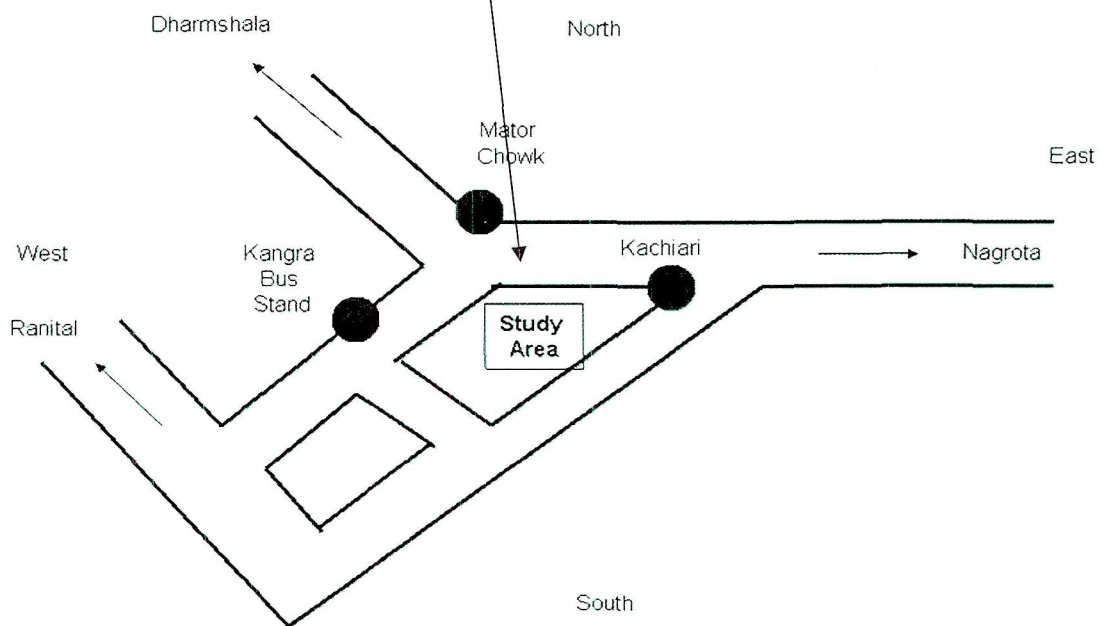 Dharmshala
North
Mator
Chowk
East
West
Kangra
Bus
Stand
Kachiari
Nagrota
Ranital
Study
Area
South